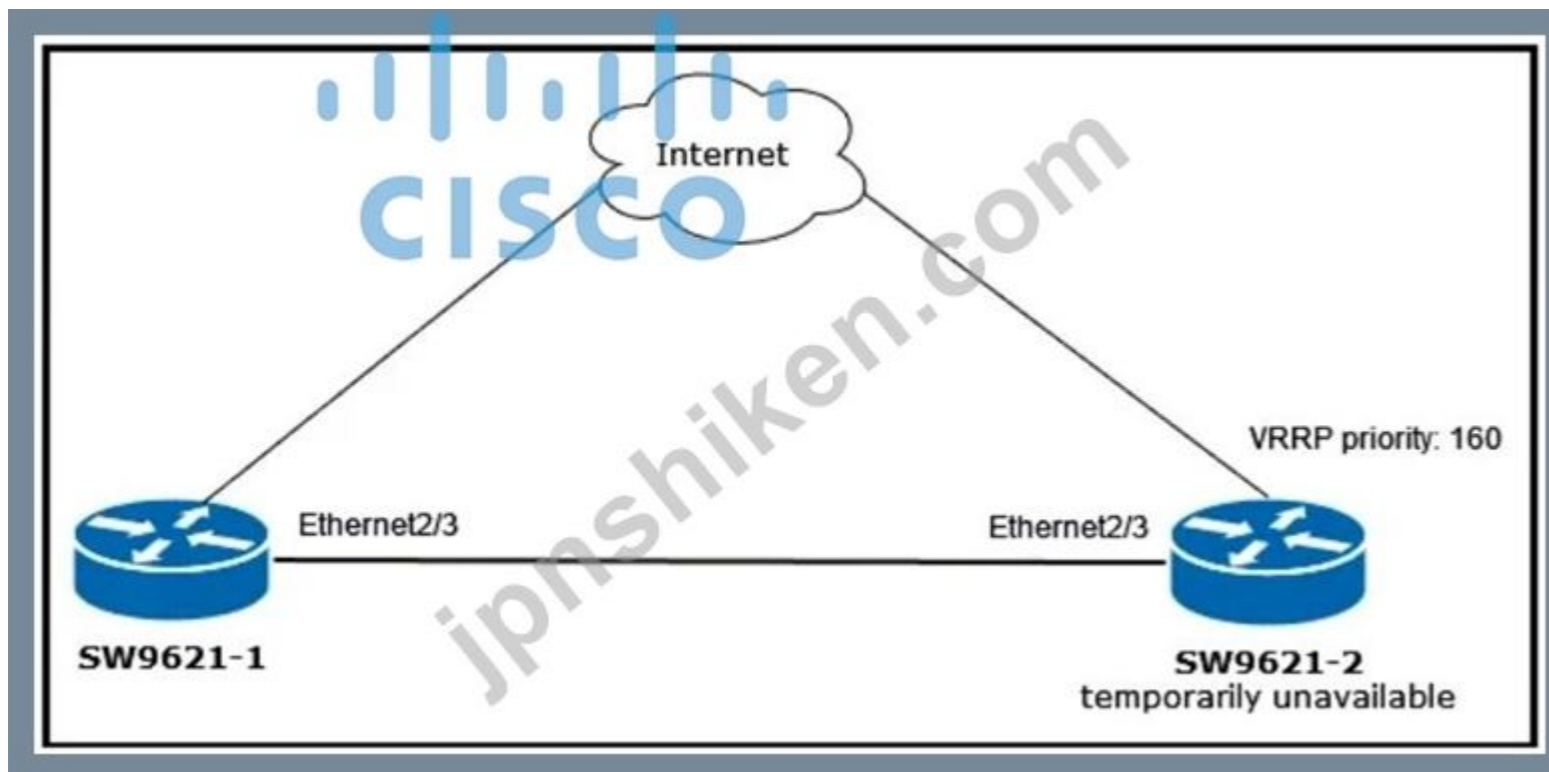 CISCO
Internet
jpnshiken.com
VRRP priority: 160
Ethernet2/3
Ethernet2/3
SW9621-1
SW9621-2
temporarily unavailable